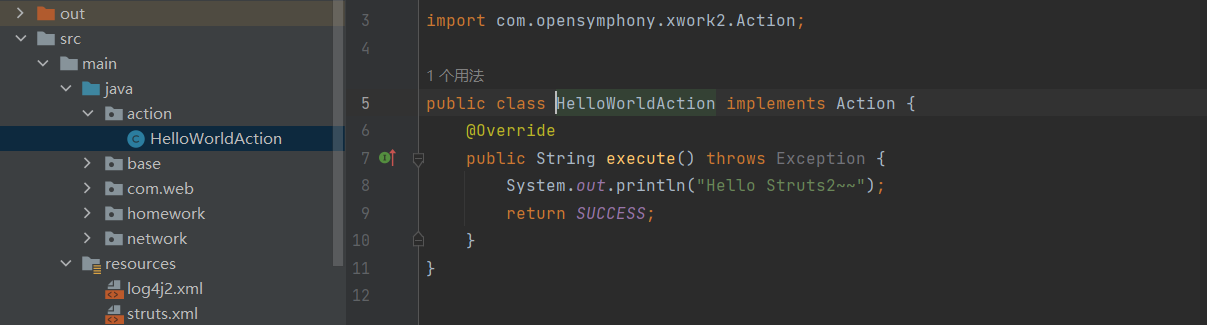 out
src
main
java
action
HelloWorldAction
base
com.web
homework
network
resources
log4j2.xml
struts.xml
3 import com.opensymphony.xwork2.Action;
4
1 个用法
5 public class HelloWorldAction implements Action {
6 @Override
7 public String execute() throws Exception {
8 System.out.println("Hello Struts2~~");
9 return SUCCESS;
10 }
11 }
12